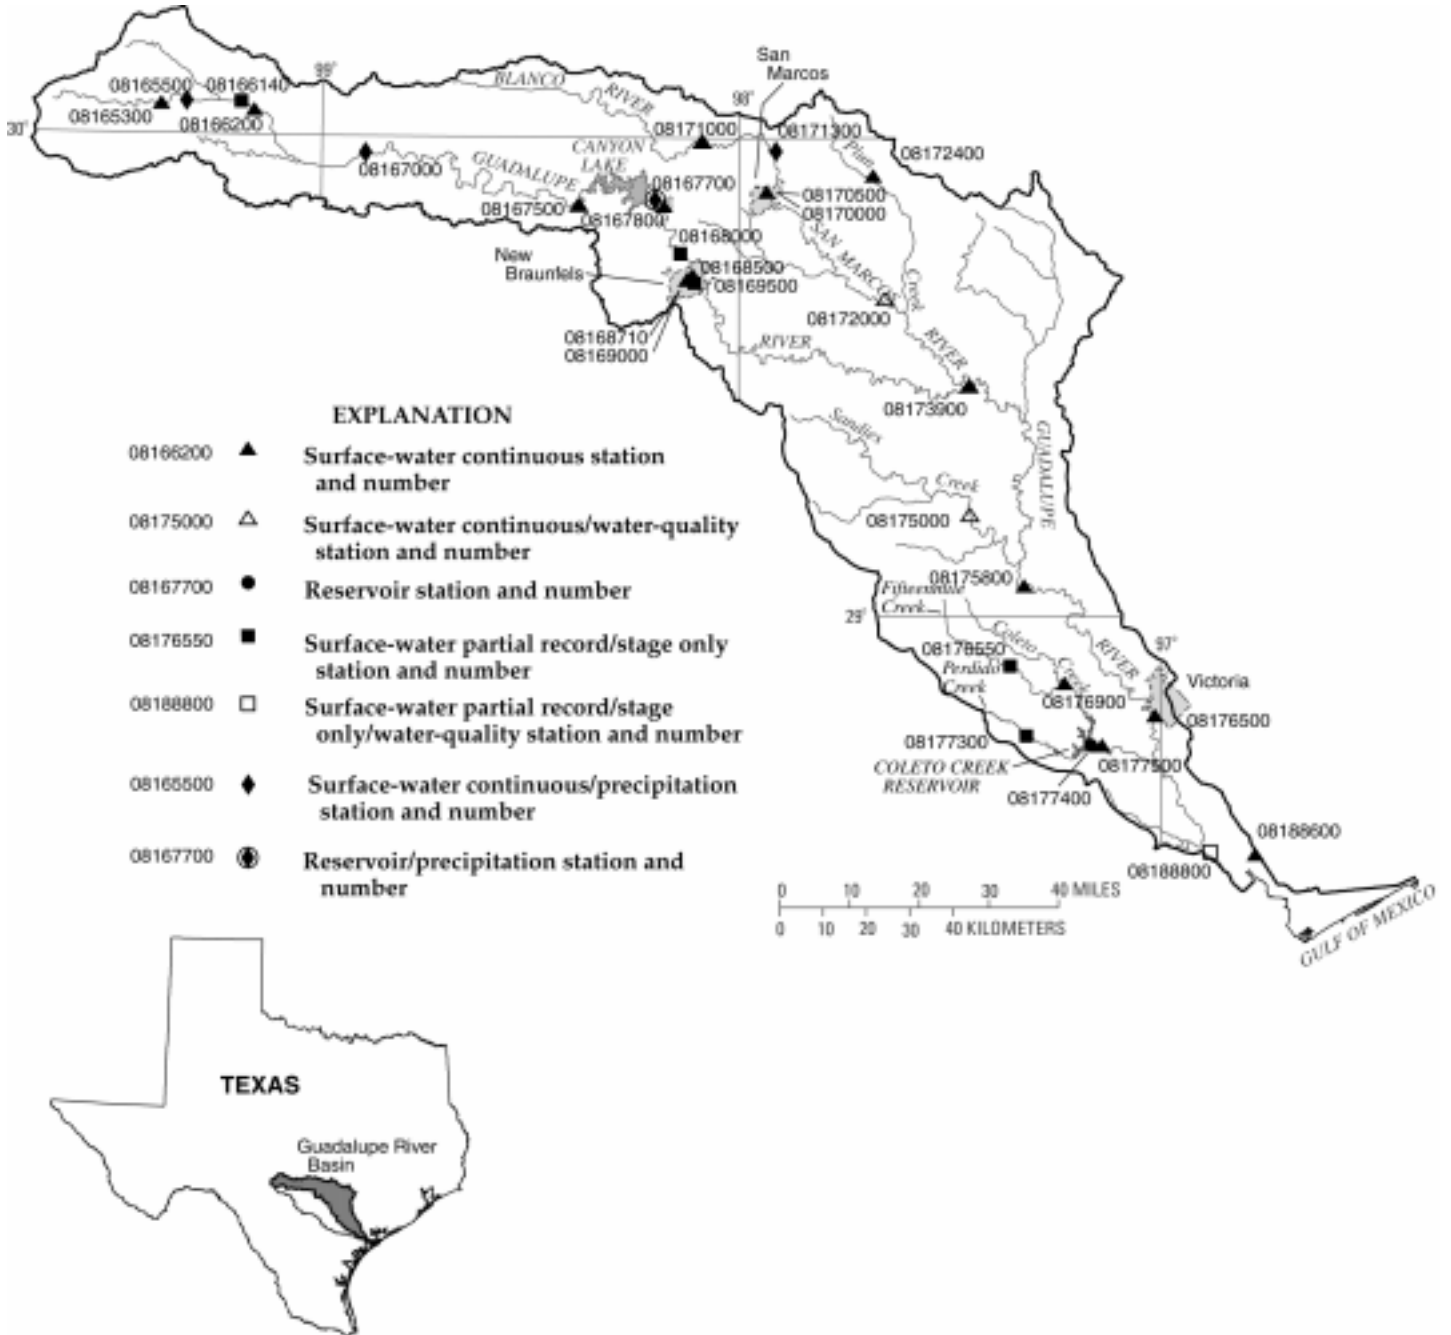 San
Marcos
99°
98°
30°
BLANCO
RIVER
08165500
08166140
08165300
08166200
08171000
08171300
CANYON
LAKE
Plum
08172400
08167000
GUADALUPE
08167700
08170500
08170000
08167500
08167800
SAN MARCOS
08168000
New
Braunfels
08168500
08169500
Creek
08172000
08168710
08169000
RIVER
RIVER
08173900
Sandies
GUADALUPE
Creek
08175000
08175800
Fifteenmile
Creek
29°
97°
Coleto
Creek
RIVER
08176550
Perdido
Creek
Victoria
08176900
08176500
08177300
COLETO CREEK
RESERVOIR
08177500
08177400
08188600
08188800
GULF OF MEXICO
0 10 20 30 40 MILES
0 10 20 30 40 KILOMETERS
EXPLANATION
08166200 Surface-water continuous station
and number
08175000 Surface-water continuous/water-quality
station and number
08167700 Reservoir station and number
08176550 Surface-water partial record/stage only
station and number
08188800 Surface-water partial record/stage
only/water-quality station and number
08165500 Surface-water continuous/precipitation
station and number
08167700 Reservoir/precipitation station and
number
TEXAS
Guadalupe River
Basin